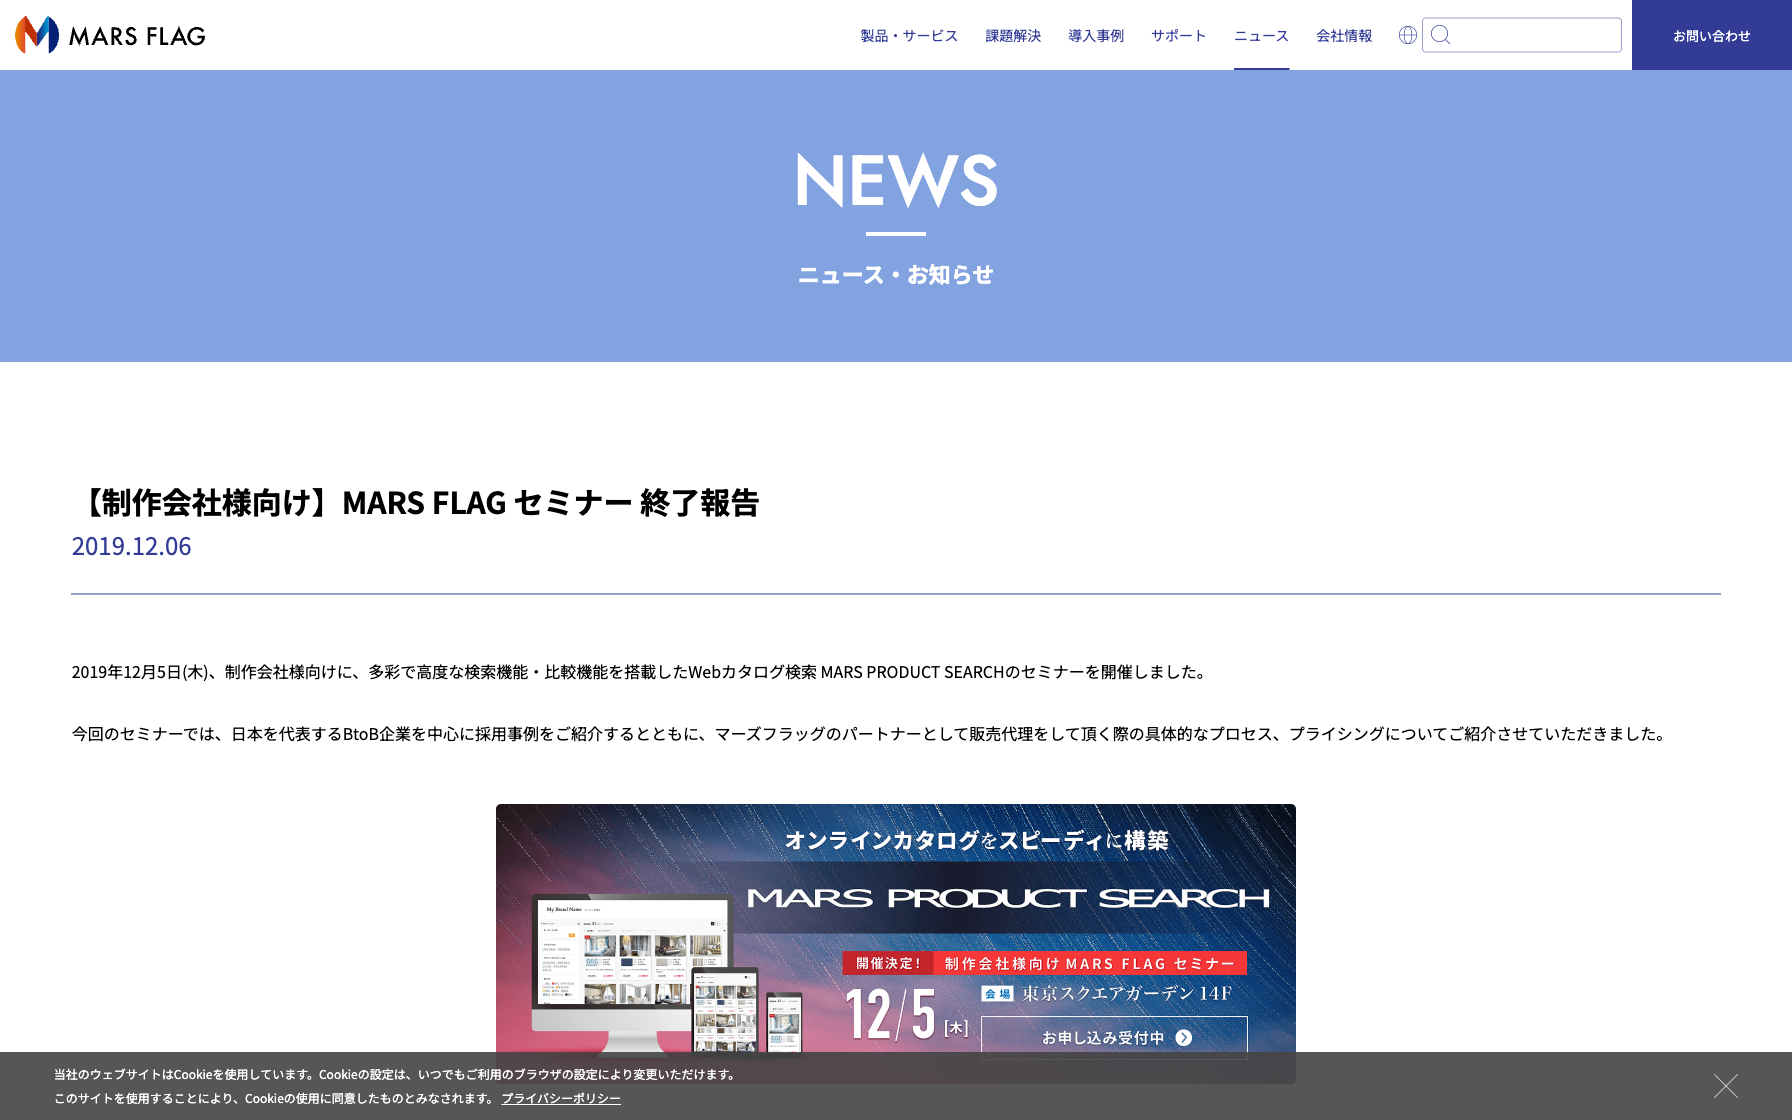 MARS FLAG
製品・サービス 課題解決 導入事例 サポート ニュース 会社情報
お問い合わせ
NEWS
ニュース・お知らせ
【制作会社様向け】MARS FLAG セミナー 終了報告
2019.12.06
2019年12月5日(木)、制作会社様向けに、多彩で高度な検索機能・比較機能を搭載したWebカタログ検索 MARS PRODUCT SEARCHのセミナーを開催しました。
今回のセミナーでは、日本を代表するBtoB企業を中心に採用事例をご紹介するとともに、マーズフラッグのパートナーとして販売代理をして頂く際の具体的なプロセス、プライシングについてご紹介させていただきました。
オンラインカタログをスピーディに構築
MARS PRODUCT SEARCH
My Brand Name
開催決定! 制作会社様向け MARS FLAG セミナー
12/5 [木]
会場 東京スクエアガーデン 14F
お申し込み受付中
当社のウェブサイトはCookieを使用しています。Cookieの設定は、いつでもご利用のブラウザの設定により変更いただけます。
このサイトを使用することにより、Cookieの使用に同意したものとみなされます。 プライバシーポリシー